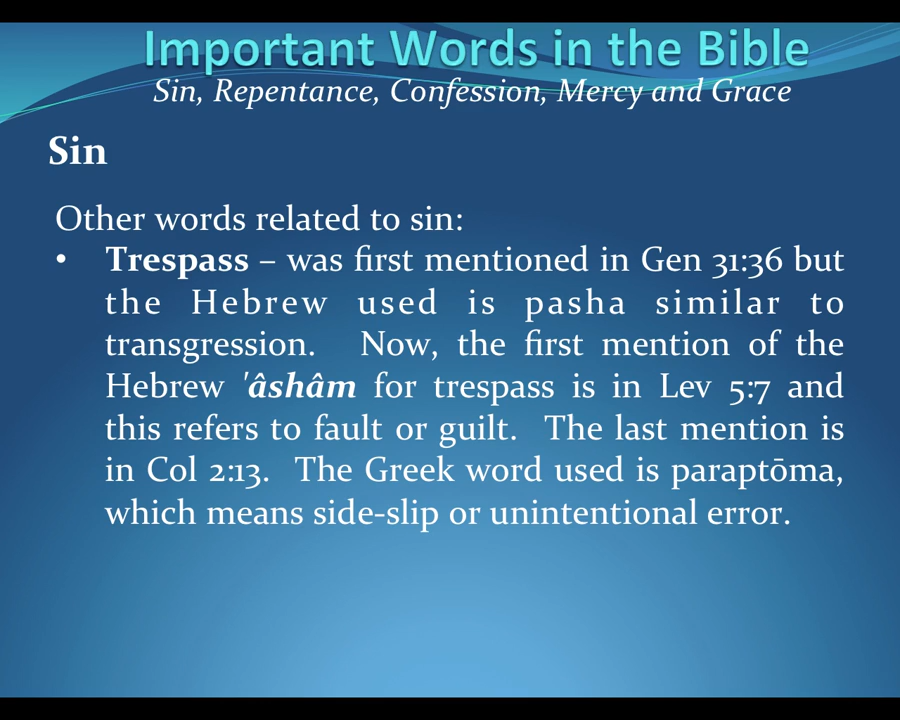 Important Words in the Bible
Sin, Repentance, Confession, Mercy and Grace
Sin
Other words related to sin:
• Trespass – was first mentioned in Gen 31:36 but
the Hebrew used is pasha similar to
transgression. Now, the first mention of the
Hebrew 'âshâm for trespass is in Lev 5:7 and
this refers to fault or guilt. The last mention is
in Col 2:13. The Greek word used is paraptōma,
which means side-slip or unintentional error.